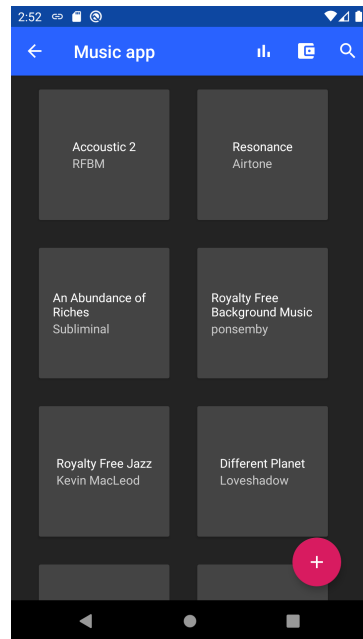 2:52
Music app
Accoustic 2
RFBM
Resonance
Airtone
An Abundance of
Riches
Subliminal
Royalty Free
Background Music
ponsemby
Royalty Free Jazz
Kevin MacLeod
Different Planet
Loveshadow
+